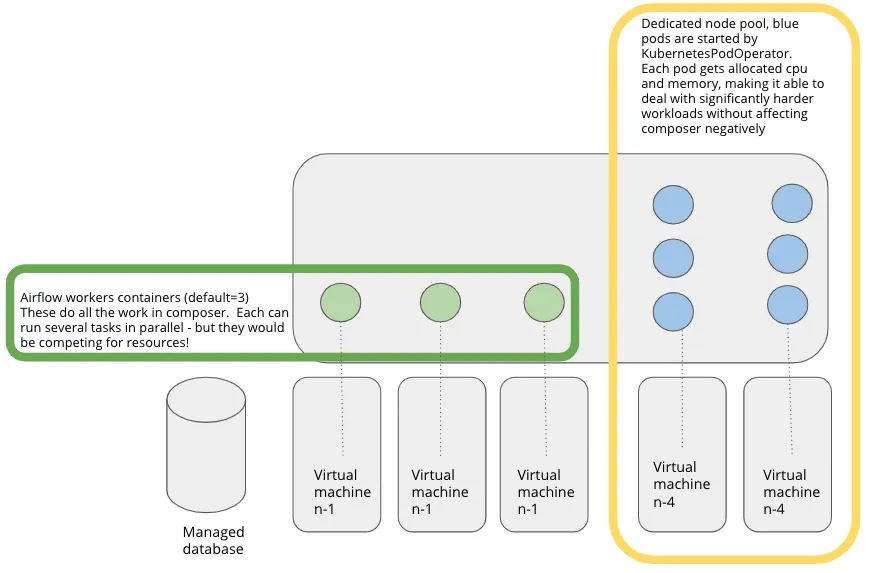 Dedicated node pool, blue
pods are started by
KubernetesPodOperator.
Each pod gets allocated cpu
and memory, making it able to
deal with significantly harder
workloads without affecting
composer negatively
Airflow workers containers (default=3)
These do all the work in composer.  Each can
run several tasks in parallel - but they would
be competing for resources!
Virtual
machine
n-1
Virtual
machine
n-1
Virtual
machine
n-1
Virtual
machine
n-4
Virtual
machine
n-4
Managed
database